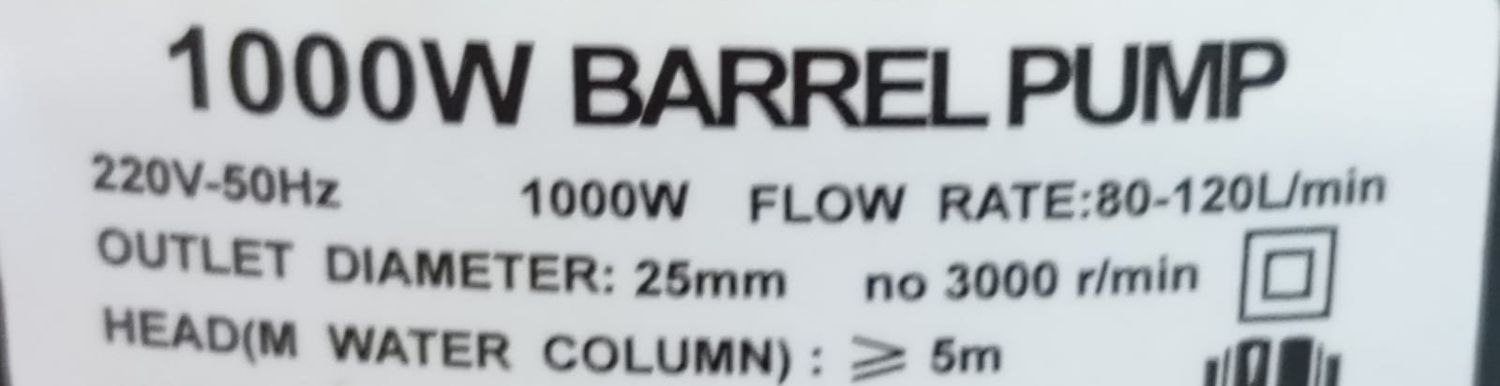 1000W BARREL PUMP
220V-50Hz 1000W FLOW RATE:80-120L/min
OUTLET DIAMETER: 25mm no 3000 r/min
HEAD(M WATER COLUMN) : ⩾ 5m